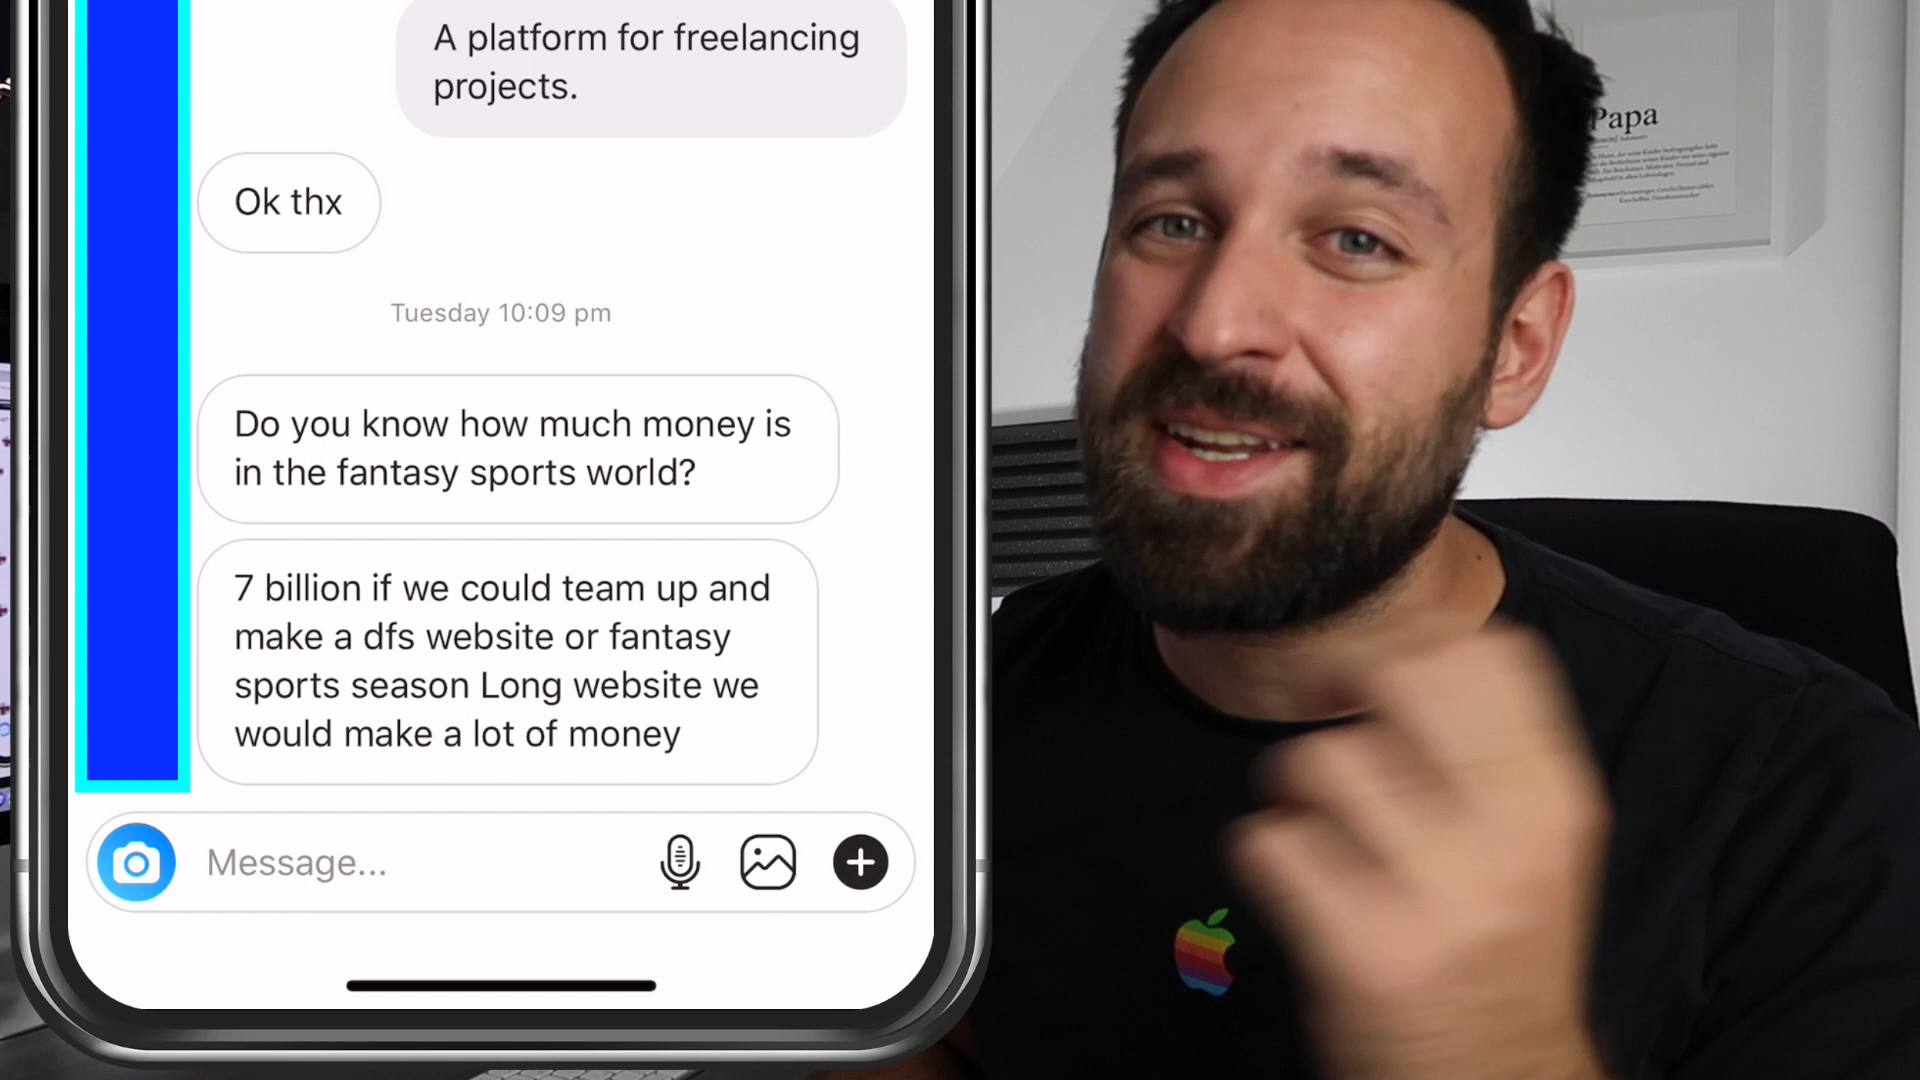 A platform for freelancing
projects.
Ok thx
Tuesday 10:09 pm
Do you know how much money is
in the fantasy sports world?
7 billion if we could team up and
make a dfs website or fantasy
sports season Long website we
would make a lot of money
Message...
Papa